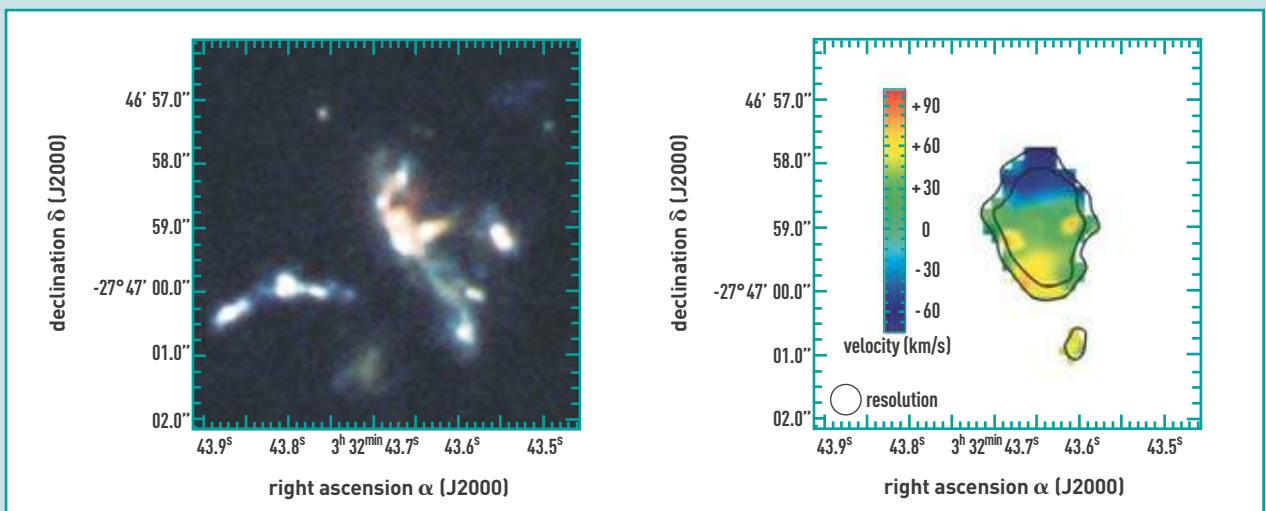 declination δ (J2000)
46' 57.0"
58.0"
59.0"
-27° 47' 00.0"
01.0"
02.0"
43.9s 43.8s 3h 32min 43.7s 43.6s 43.5s
right ascension α (J2000)
declination δ (J2000)
46' 57.0"
58.0"
59.0"
-27° 47' 00.0"
01.0"
02.0"
+90
+60
+30
0
-30
-60
velocity (km/s)
resolution
43.9s 43.8s 3h 32min 43.7s 43.6s 43.5s
right ascension α (J2000)